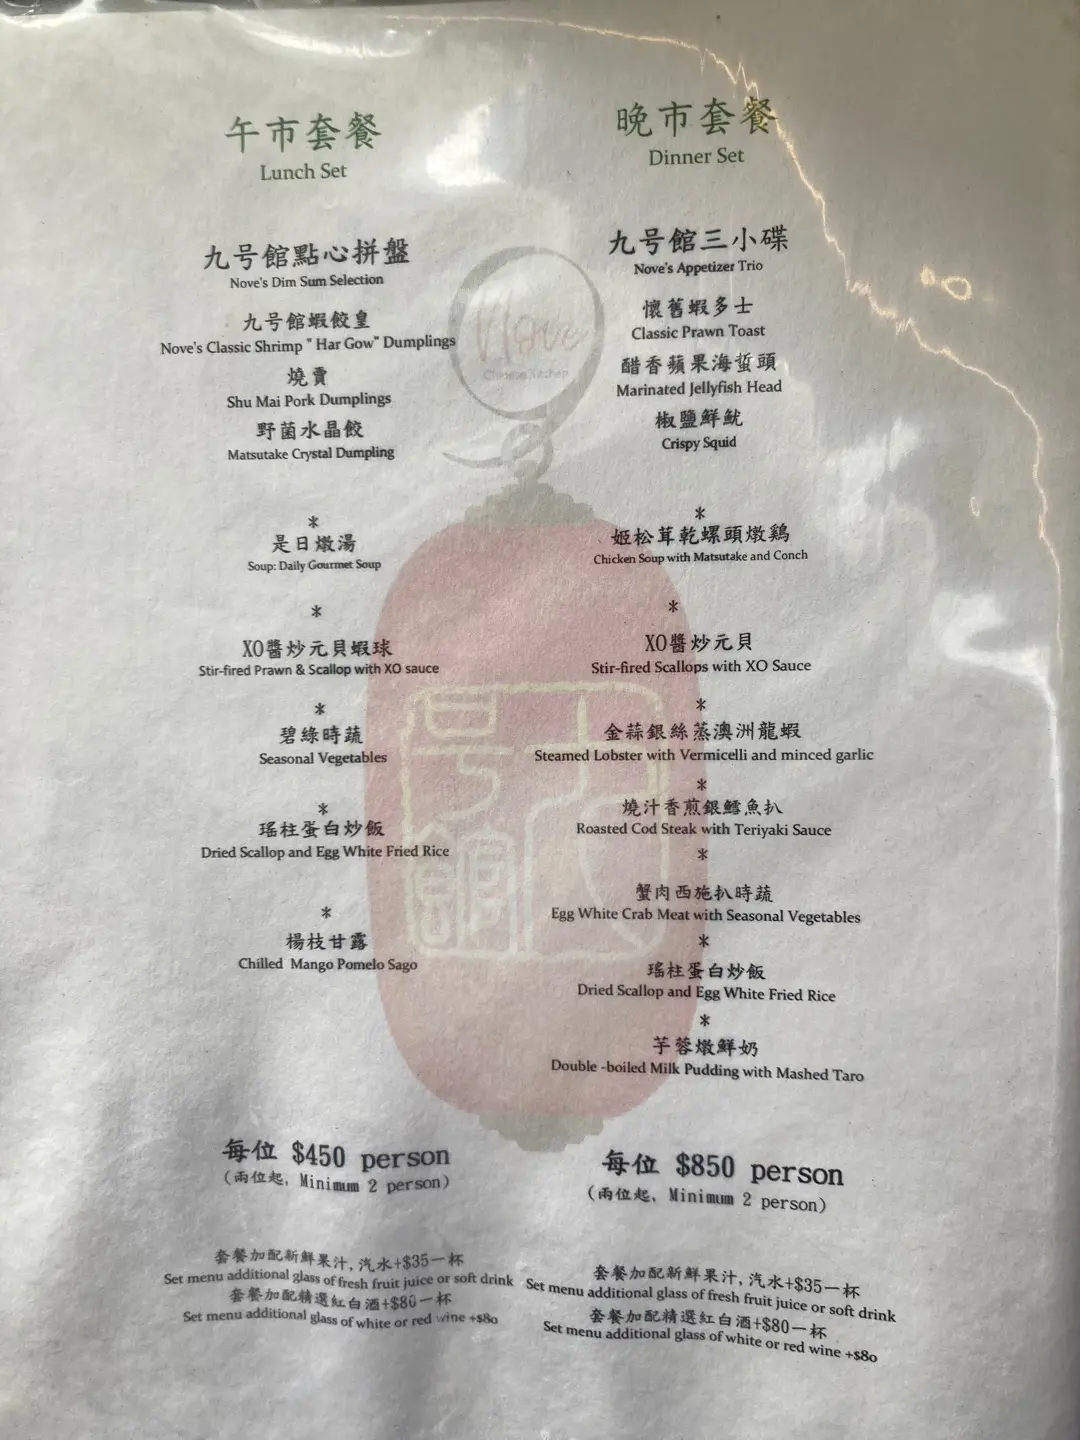 午市套餐
Lunch Set
九号館點心拼盤
Nove's Dim Sum Selection
九号館蝦餃皇
Nove's Classic Shrimp " Har Gow" Dumplings
燒賣
Shu Mai Pork Dumplings
野菌水晶餃
Matsutake Crystal Dumpling
*
是日燉湯
Soup: Daily Gourmet Soup
*
XO醬炒元貝蝦球
Stir-fired Prawn & Scallop with XO sauce
*
碧綠時蔬
Seasonal Vegetables
*
瑤柱蛋白炒飯
Dried Scallop and Egg White Fried Rice
*
楊枝甘露
Chilled Mango Pomelo Sago
每位 $450 person
(兩位起, Minimum 2 person)
套餐加配新鮮果汁, 汽水+$35一杯
Set menu additional glass of fresh fruit juice or soft drink
套餐加配精選紅白酒+$80一杯
Set menu additional glass of white or red wine +$80
晚市套餐
Dinner Set
九号館三小碟
Nove's Appetizer Trio
懷舊蝦多士
Classic Prawn Toast
醋香蘋果海蜇頭
Marinated Jellyfish Head
椒鹽鮮魷
Crispy Squid
*
姬松茸乾螺頭燉鷄
Chicken Soup with Matsutake and Conch
*
XO醬炒元貝
Stir-fired Scallops with XO Sauce
*
金蒜銀絲蒸澳洲龍蝦
Steamed Lobster with Vermicelli and minced garlic
*
燒汁香煎銀鱈魚扒
Roasted Cod Steak with Teriyaki Sauce
*
蟹肉西施扒時蔬
Egg White Crab Meat with Seasonal Vegetables
*
瑤柱蛋白炒飯
Dried Scallop and Egg White Fried Rice
*
芋蓉燉鮮奶
Double -boiled Milk Pudding with Mashed Taro
每位 $850 person
(兩位起, Minimum 2 person)
套餐加配新鮮果汁, 汽水+$35一杯
Set menu additional glass of fresh fruit juice or soft drink
套餐加配精選紅白酒+$80一杯
Set menu additional glass of white or red wine +$80
Nove
Chinese Kitchen
九号館